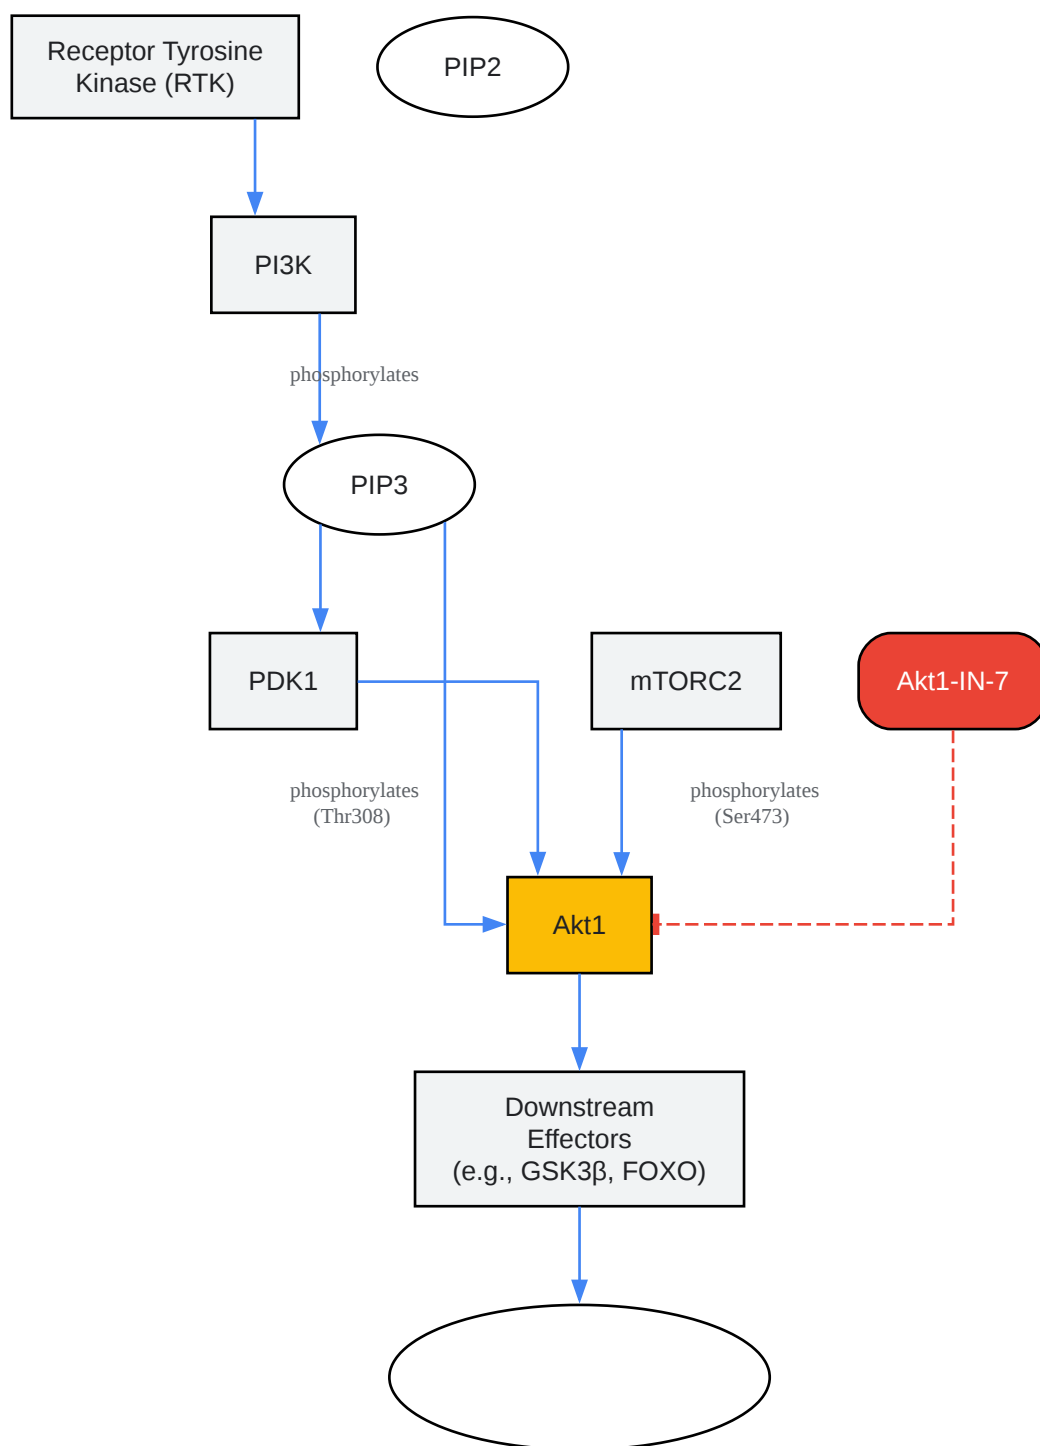 Receptor Tyrosine
Kinase (RTK)
PIP2
PI3K
phosphorylates
PIP3
PDK1
mTORC2
Akt1-IN-7
phosphorylates
(Thr308)
phosphorylates
(Ser473)
Akt1
Downstream
Effectors
(e.g., GSK3β, FOXO)